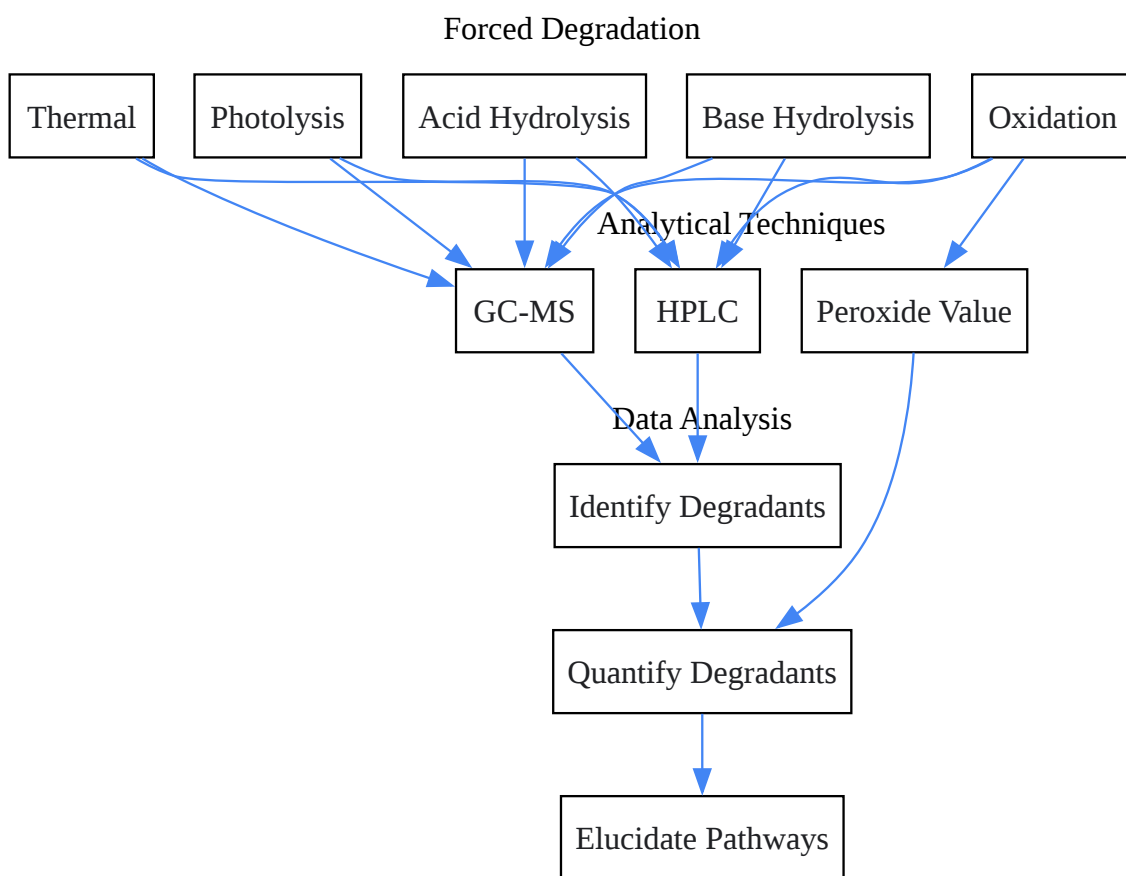 Forced Degradation
Thermal
Photolysis
Acid Hydrolysis
Base Hydrolysis
Oxidation
Analytical Techniques
GC-MS
HPLC
Peroxide Value
Data Analysis
Identify Degradants
Quantify Degradants
Elucidate Pathways